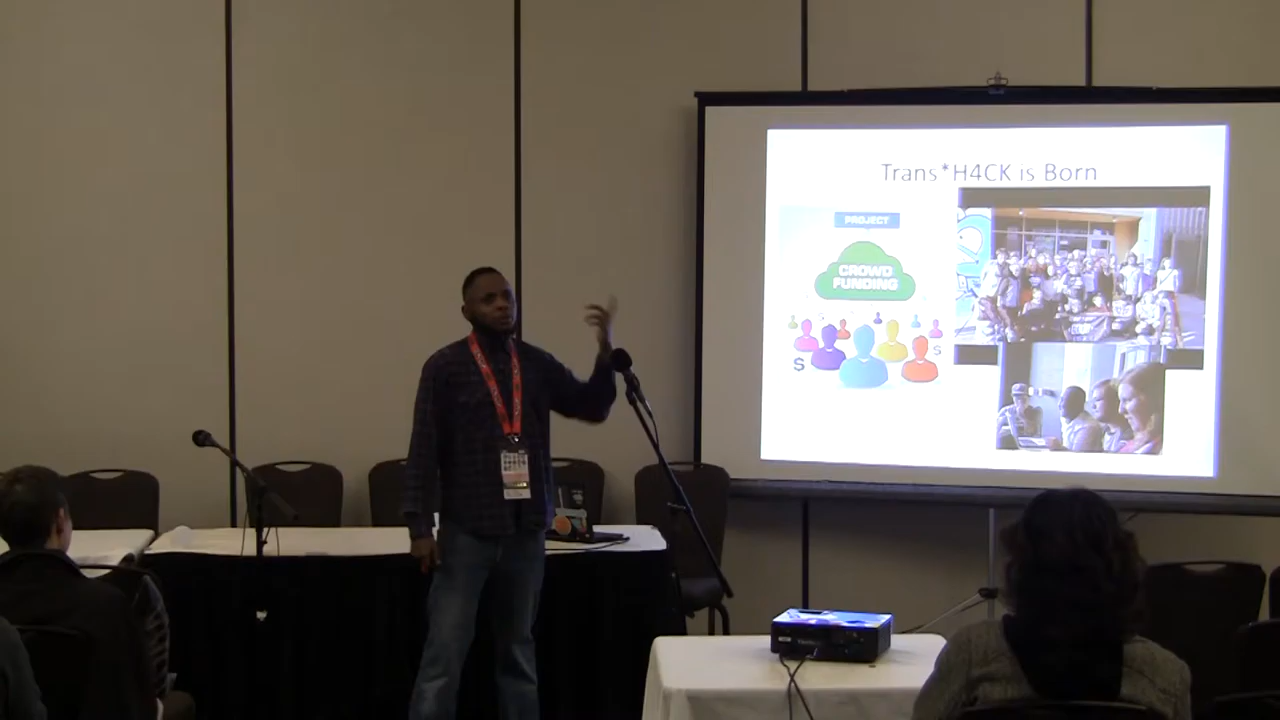 Trans*H4CK is Born
PROJECT
CROWD
FUNDING
$
$